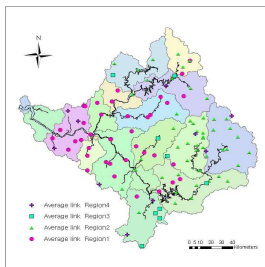 N
Average link Region4
Average link Region3
Average link Region2
Average link Region1
0 5 10 20 30 40
Kilometers